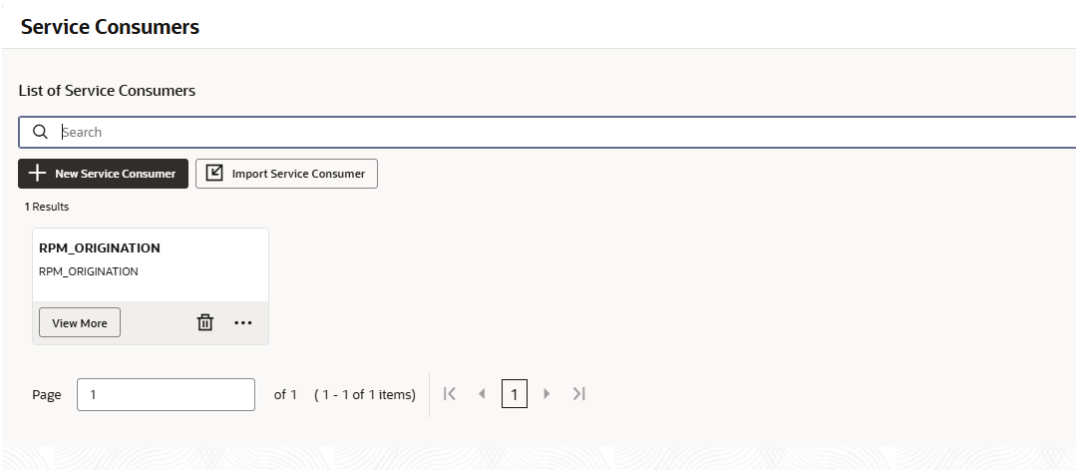 Service Consumers
List of Service Consumers
Search
New Service Consumer Import Service Consumer
1 Results
RPM_ORIGINATION
RPM_ORIGINATION
View More
Page 1 of 1 ( 1 - 1 of 1 items) 1